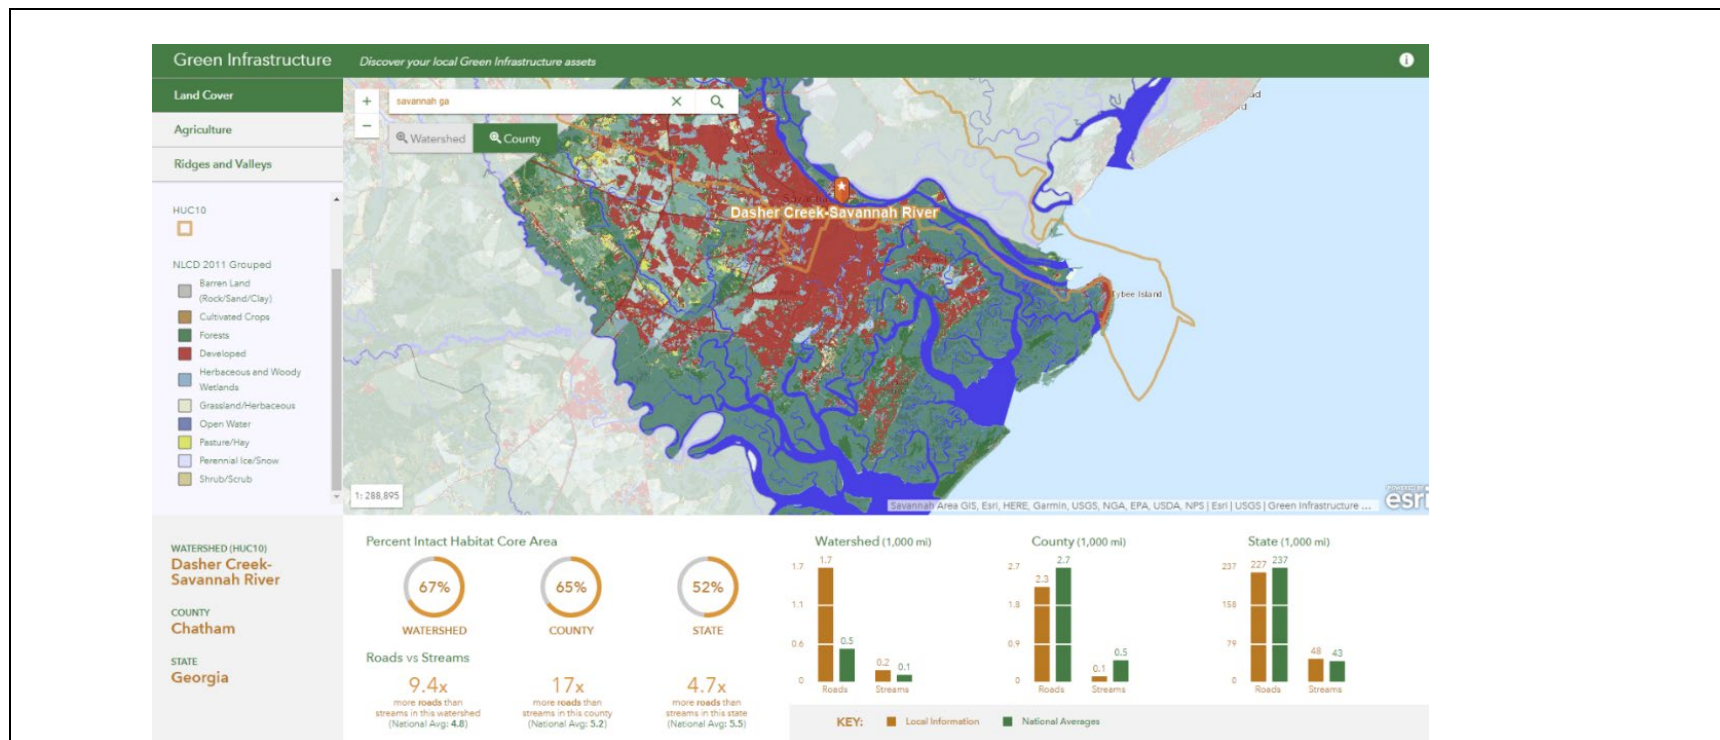 Green Infrastructure
Discover your local Green Infrastructure assets
Land Cover
Agriculture
Ridges and Valleys
HUC10
NLCD 2011 Grouped
Barren Land
(Rock/Sand/Clay)
Cultivated Crops
Forests
Developed
Herbaceous and Woody
Wetlands
Grassland/Herbaceous
Open Water
Pasture/Hay
Perennial Ice/Snow
Shrub/Scrub
+
savannah ga
−
Watershed
County
Dasher Creek-Savannah River
Tybee Island
1: 288,895
Savannah Area GIS, Esri, HERE, Garmin, USGS, NGA, EPA, USDA, NPS | Esri | USGS | Green Infrastructure ...
POWERED BY
esri
WATERSHED (HUC10)
Dasher Creek-
Savannah River
COUNTY
Chatham
STATE
Georgia
Percent Intact Habitat Core Area
67%
WATERSHED
65%
COUNTY
52%
STATE
Roads vs Streams
9.4x
more roads than
streams in this watershed
(National Avg: 4.8)
17x
more roads than
streams in this county
(National Avg: 5.2)
4.7x
more roads than
streams in this state
(National Avg: 5.5)
Watershed (1,000 mi)
1.7
1.1
0.6
0
1.7
0.5
0.2
0.1
Roads
Streams
County (1,000 mi)
2.7
1.8
0.9
0
2.3
2.7
0.1
0.5
Roads
Streams
State (1,000 mi)
237
158
79
0
227
237
48
43
Roads
Streams
KEY:
Local Information
National Averages